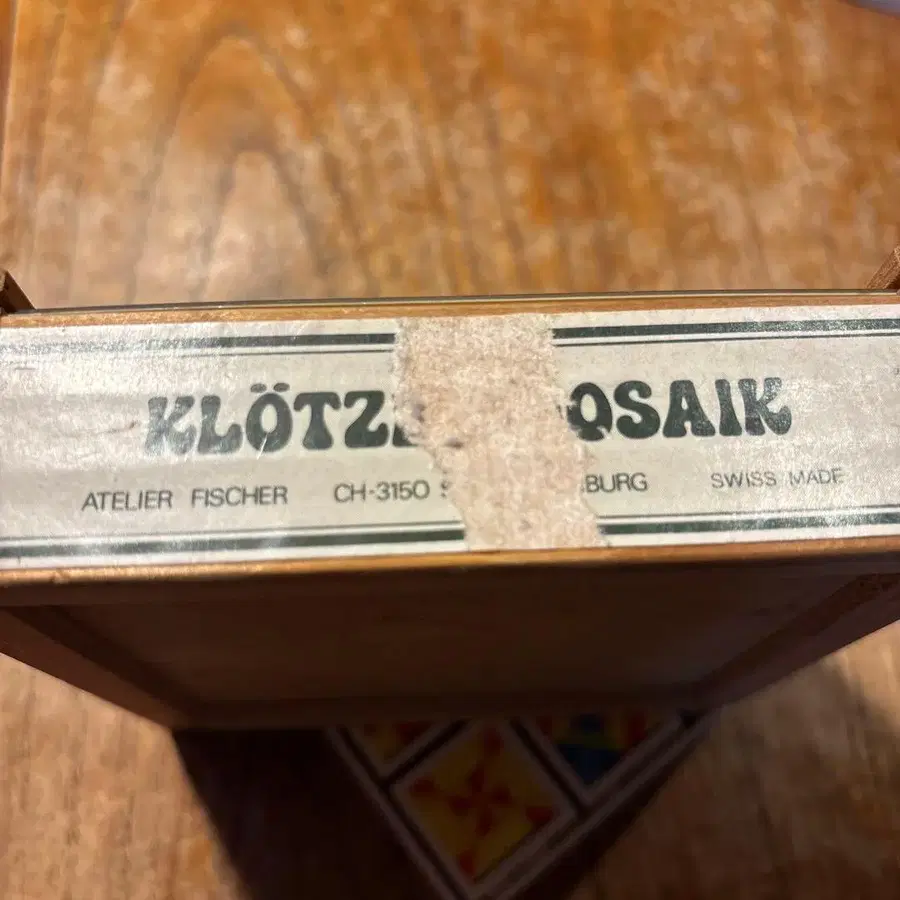 KLÖTZ OSAIK
ATELIER FISCHER CH-3150 S BURG SWISS MADE